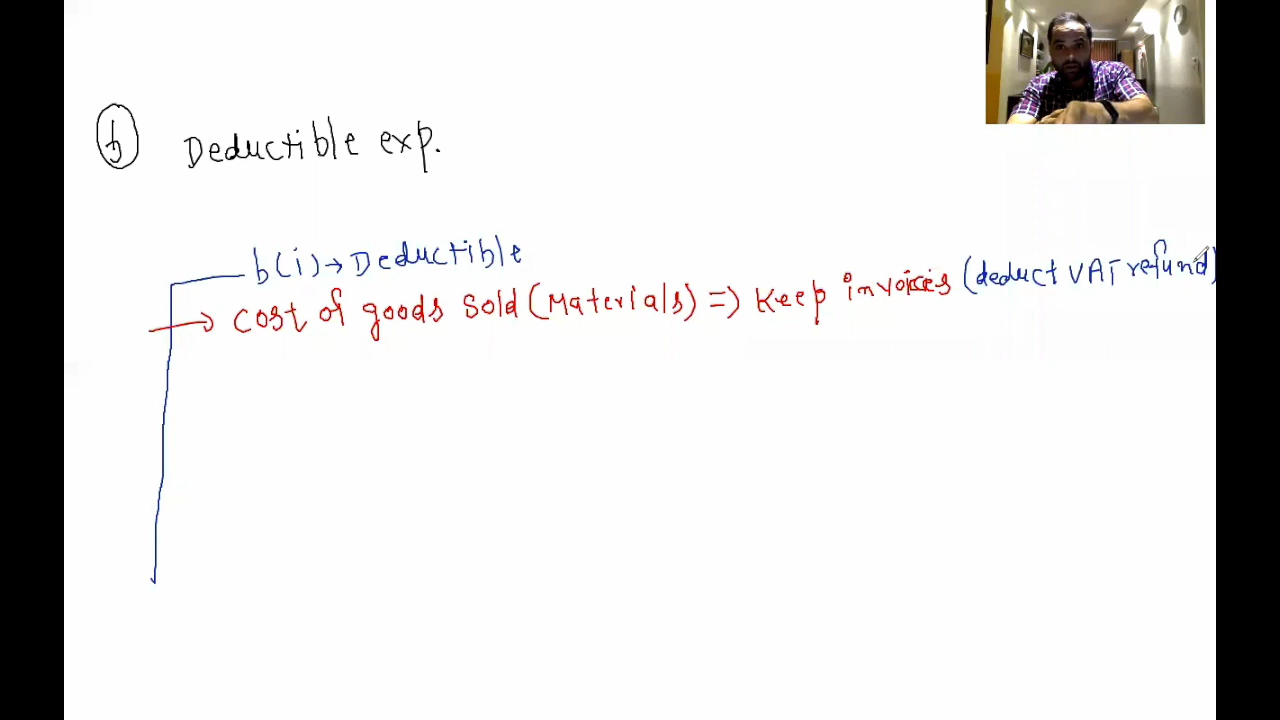 b Deductible exp.
b(i) → Deductible
→ cost of goods sold (Materials) => Keep invoices (deduct VAT refund)